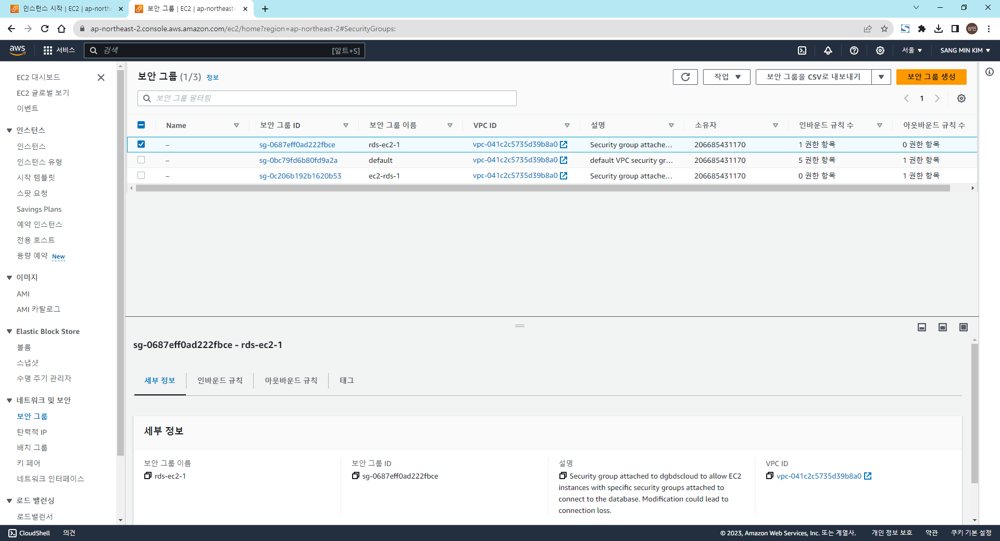 인스턴스 시작 | EC2 | ap-northe
보안 그룹 | EC2 | ap-northeast-
ap-northeast-2.console.aws.amazon.com/ec2/home?region=ap-northeast-2#SecurityGroups:
상민
aws
서비스
검색
[알트+S]
서울
SANG MIN KIM
EC2 대시보드
EC2 글로벌 보기
이벤트
인스턴스
인스턴스
인스턴스 유형
시작 템플릿
스팟 요청
Savings Plans
예약 인스턴스
전용 호스트
용량 예약 New
이미지
AMI
AMI 카탈로그
Elastic Block Store
볼륨
스냅샷
수명 주기 관리자
네트워크 및 보안
보안 그룹
탄력적 IP
배치 그룹
키 페어
네트워크 인터페이스
로드 밸런싱
로드밸런서
보안 그룹 (1/3) 정보
작업
보안 그룹을 CSV로 내보내기
보안 그룹 생성
보안 그룹 필터링
1
Name 보안 그룹 ID 보안 그룹 이름 VPC ID 설명 소유자 인바운드 규칙 수 아웃바운드 규칙 수
– sg-0687eff0ad222fbce rds-ec2-1 vpc-041c2c5735d39b8a0 Security group attache... 206685431170 1 권한 항목 0 권한 항목
– sg-0bc79fd6b80fd9a2a default vpc-041c2c5735d39b8a0 default VPC security gr... 206685431170 5 권한 항목 1 권한 항목
– sg-0c206b192b1620b53 ec2-rds-1 vpc-041c2c5735d39b8a0 Security group attache... 206685431170 0 권한 항목 1 권한 항목
sg-0687eff0ad222fbce - rds-ec2-1
세부 정보 인바운드 규칙 아웃바운드 규칙 태그
세부 정보
보안 그룹 이름
rds-ec2-1
보안 그룹 ID
sg-0687eff0ad222fbce
설명
Security group attached to dgbdscloud to allow EC2
instances with specific security groups attached to
connect to the database. Modification could lead to
connection loss.
VPC ID
vpc-041c2c5735d39b8a0
CloudShell 의견
© 2023, Amazon Web Services, Inc. 또는 계열사. 개인 정보 보호 약관 쿠키 기본 설정